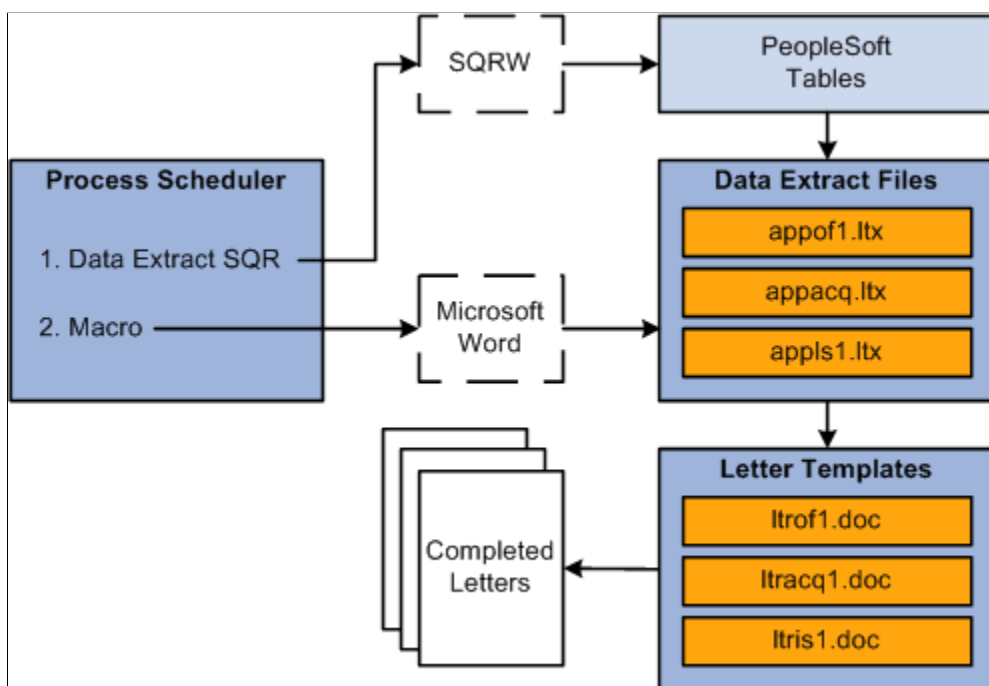 SQRW
PeopleSoft
Tables
Process Scheduler
1. Data Extract SQR
2. Macro
Microsoft
Word
Data Extract Files
appof1.ltx
appacq.ltx
appls1.ltx
Letter Templates
ltrof1.doc
ltracq1.doc
ltris1.doc
Completed
Letters